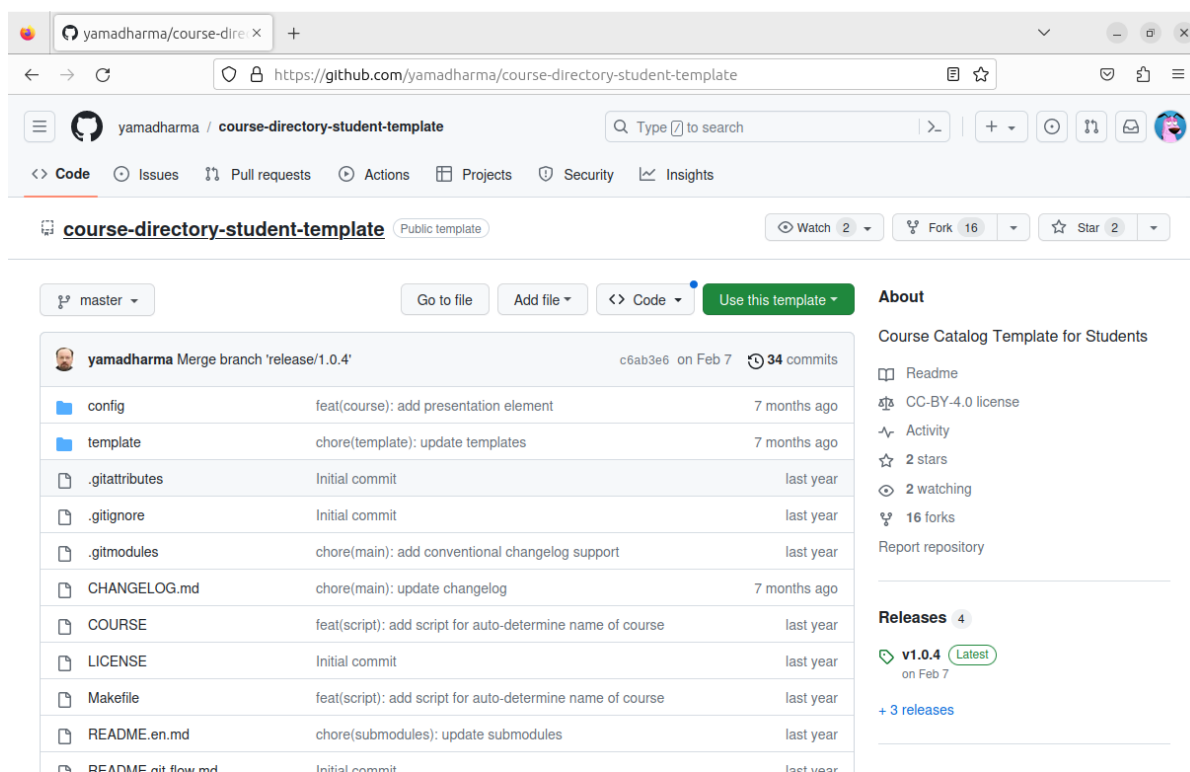 yamadharma/course-dire
https://github.com/yamadharma/course-directory-student-template
yamadharma / course-directory-student-template
Type / to search
Code Issues Pull requests Actions Projects Security Insights
course-directory-student-template Public template
Watch 2 Fork 16 Star 2
master Go to file Add file Code Use this template
yamadharma Merge branch 'release/1.0.4' c6ab3e6 on Feb 7 34 commits
config feat(course): add presentation element 7 months ago
template chore(template): update templates 7 months ago
.gitattributes Initial commit last year
.gitignore Initial commit last year
.gitmodules chore(main): add conventional changelog support last year
CHANGELOG.md chore(main): update changelog 7 months ago
COURSE feat(script): add script for auto-determine name of course last year
LICENSE Initial commit last year
Makefile feat(script): add script for auto-determine name of course last year
README.en.md chore(submodules): update submodules last year
README.git-flow.md Initial commit last year
About
Course Catalog Template for Students
Readme
CC-BY-4.0 license
Activity
2 stars
2 watching
16 forks
Report repository
Releases 4
v1.0.4 Latest
on Feb 7
+ 3 releases